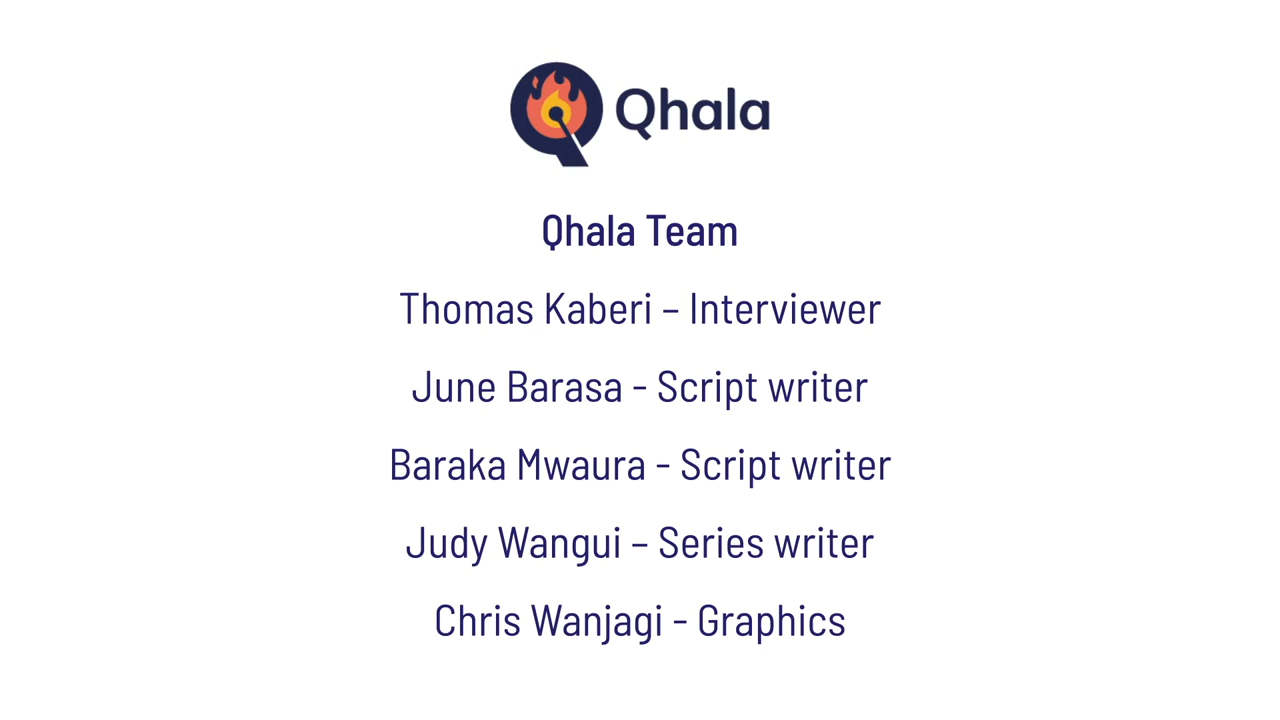 Qhala
Qhala Team
Thomas Kaberi – Interviewer
June Barasa - Script writer
Baraka Mwaura - Script writer
Judy Wangui – Series writer
Chris Wanjagi - Graphics